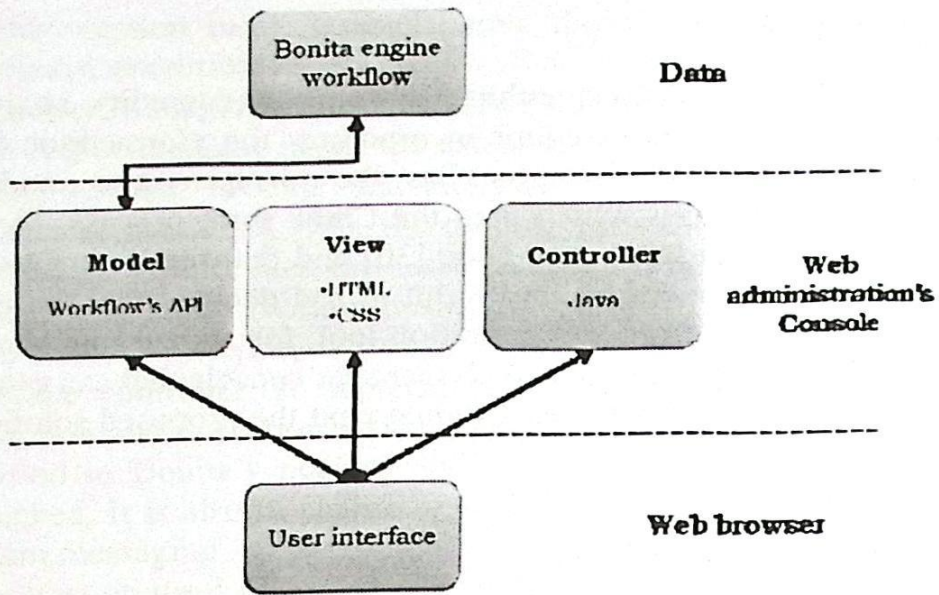 Bonita engine
workflow
Data
Model
Workflow's API
View
•HTML
•CSS
Controller
•Java
Web
administration's
Console
User interface
Web browser